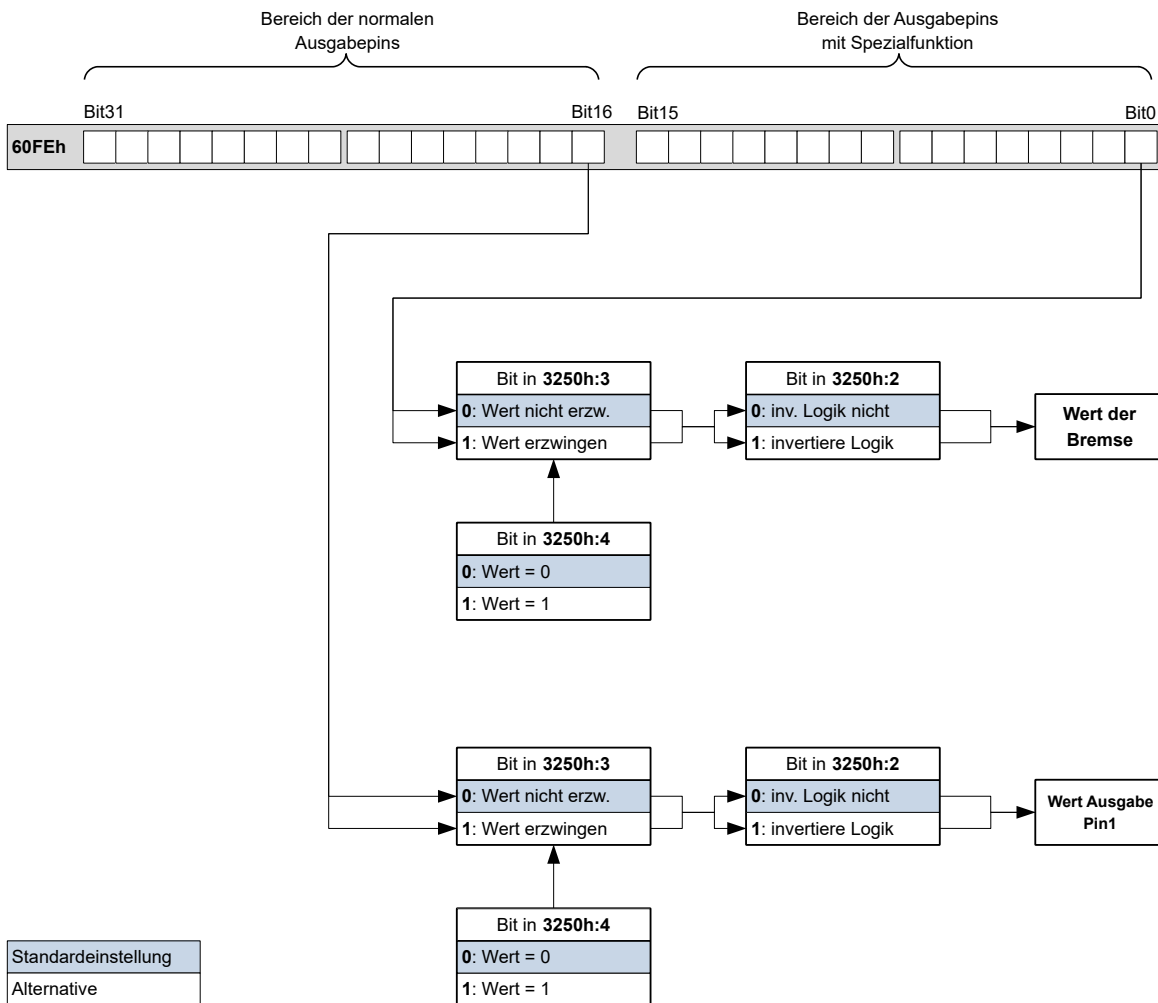 Bereich der normalen
Ausgabepins
Bereich der Ausgabepins
mit Spezialfunktion
Bit31
Bit16
Bit15
Bit0
60FEh
Bit in 3250h:3
0: Wert nicht erzw.
1: Wert erzwingen
Bit in 3250h:2
0: inv. Logik nicht
1: invertiere Logik
Wert der
Bremse
Bit in 3250h:4
0: Wert = 0
1: Wert = 1
Bit in 3250h:3
0: Wert nicht erzw.
1: Wert erzwingen
Bit in 3250h:2
0: inv. Logik nicht
1: invertiere Logik
Wert Ausgabe
Pin1
Bit in 3250h:4
0: Wert = 0
1: Wert = 1
Standardeinstellung
Alternative